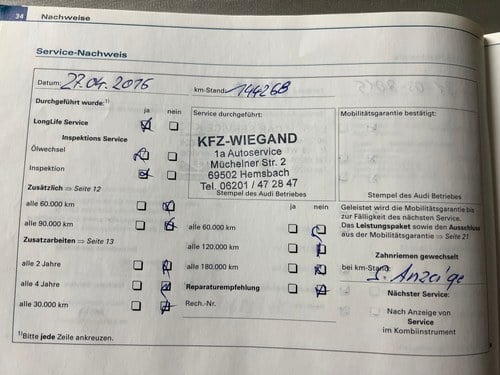 34 Nachweise
Service-Nachweis
Datum: 27.04.2016 km-Stand: 144268
Durchgeführt wurde:¹⁾ ja nein
LongLife Service
Inspektions Service
Ölwechsel
Inspektion
Zusätzlich ⇒ Seite 12
alle 60.000 km
alle 90.000 km
Zusatzarbeiten ⇒ Seite 13
alle 2 Jahre
alle 4 Jahre
alle 30.000 km
¹⁾Bitte jede Zeile ankreuzen.
Service durchgeführt:
KFZ-WIEGAND
1a Autoservice
Mücheiner Str. 2
69502 Hemsbach
Tel. 06201 / 47 28 47
Stempel des Audi Betriebes
ja nein
alle 60.000 km
alle 120.000 km
alle 180.000 km
Reparaturempfehlung
Rech.-Nr.
Mobilitätsgarantie bestätigt:
Stempel des Audi Betriebes
Geleistet wird die Mobilitätsgarantie bis
zur Fälligkeit des nächsten Service.
Das Leistungspaket sowie den Ausschluss
aus der Mobilitätsgarantie ⇒ Seite 21
Zahnriemen gewechselt
bei km-Stand:
s. Anzeige
Nächster Service:
Nach Anzeige von
Service
im Kombiinstrument